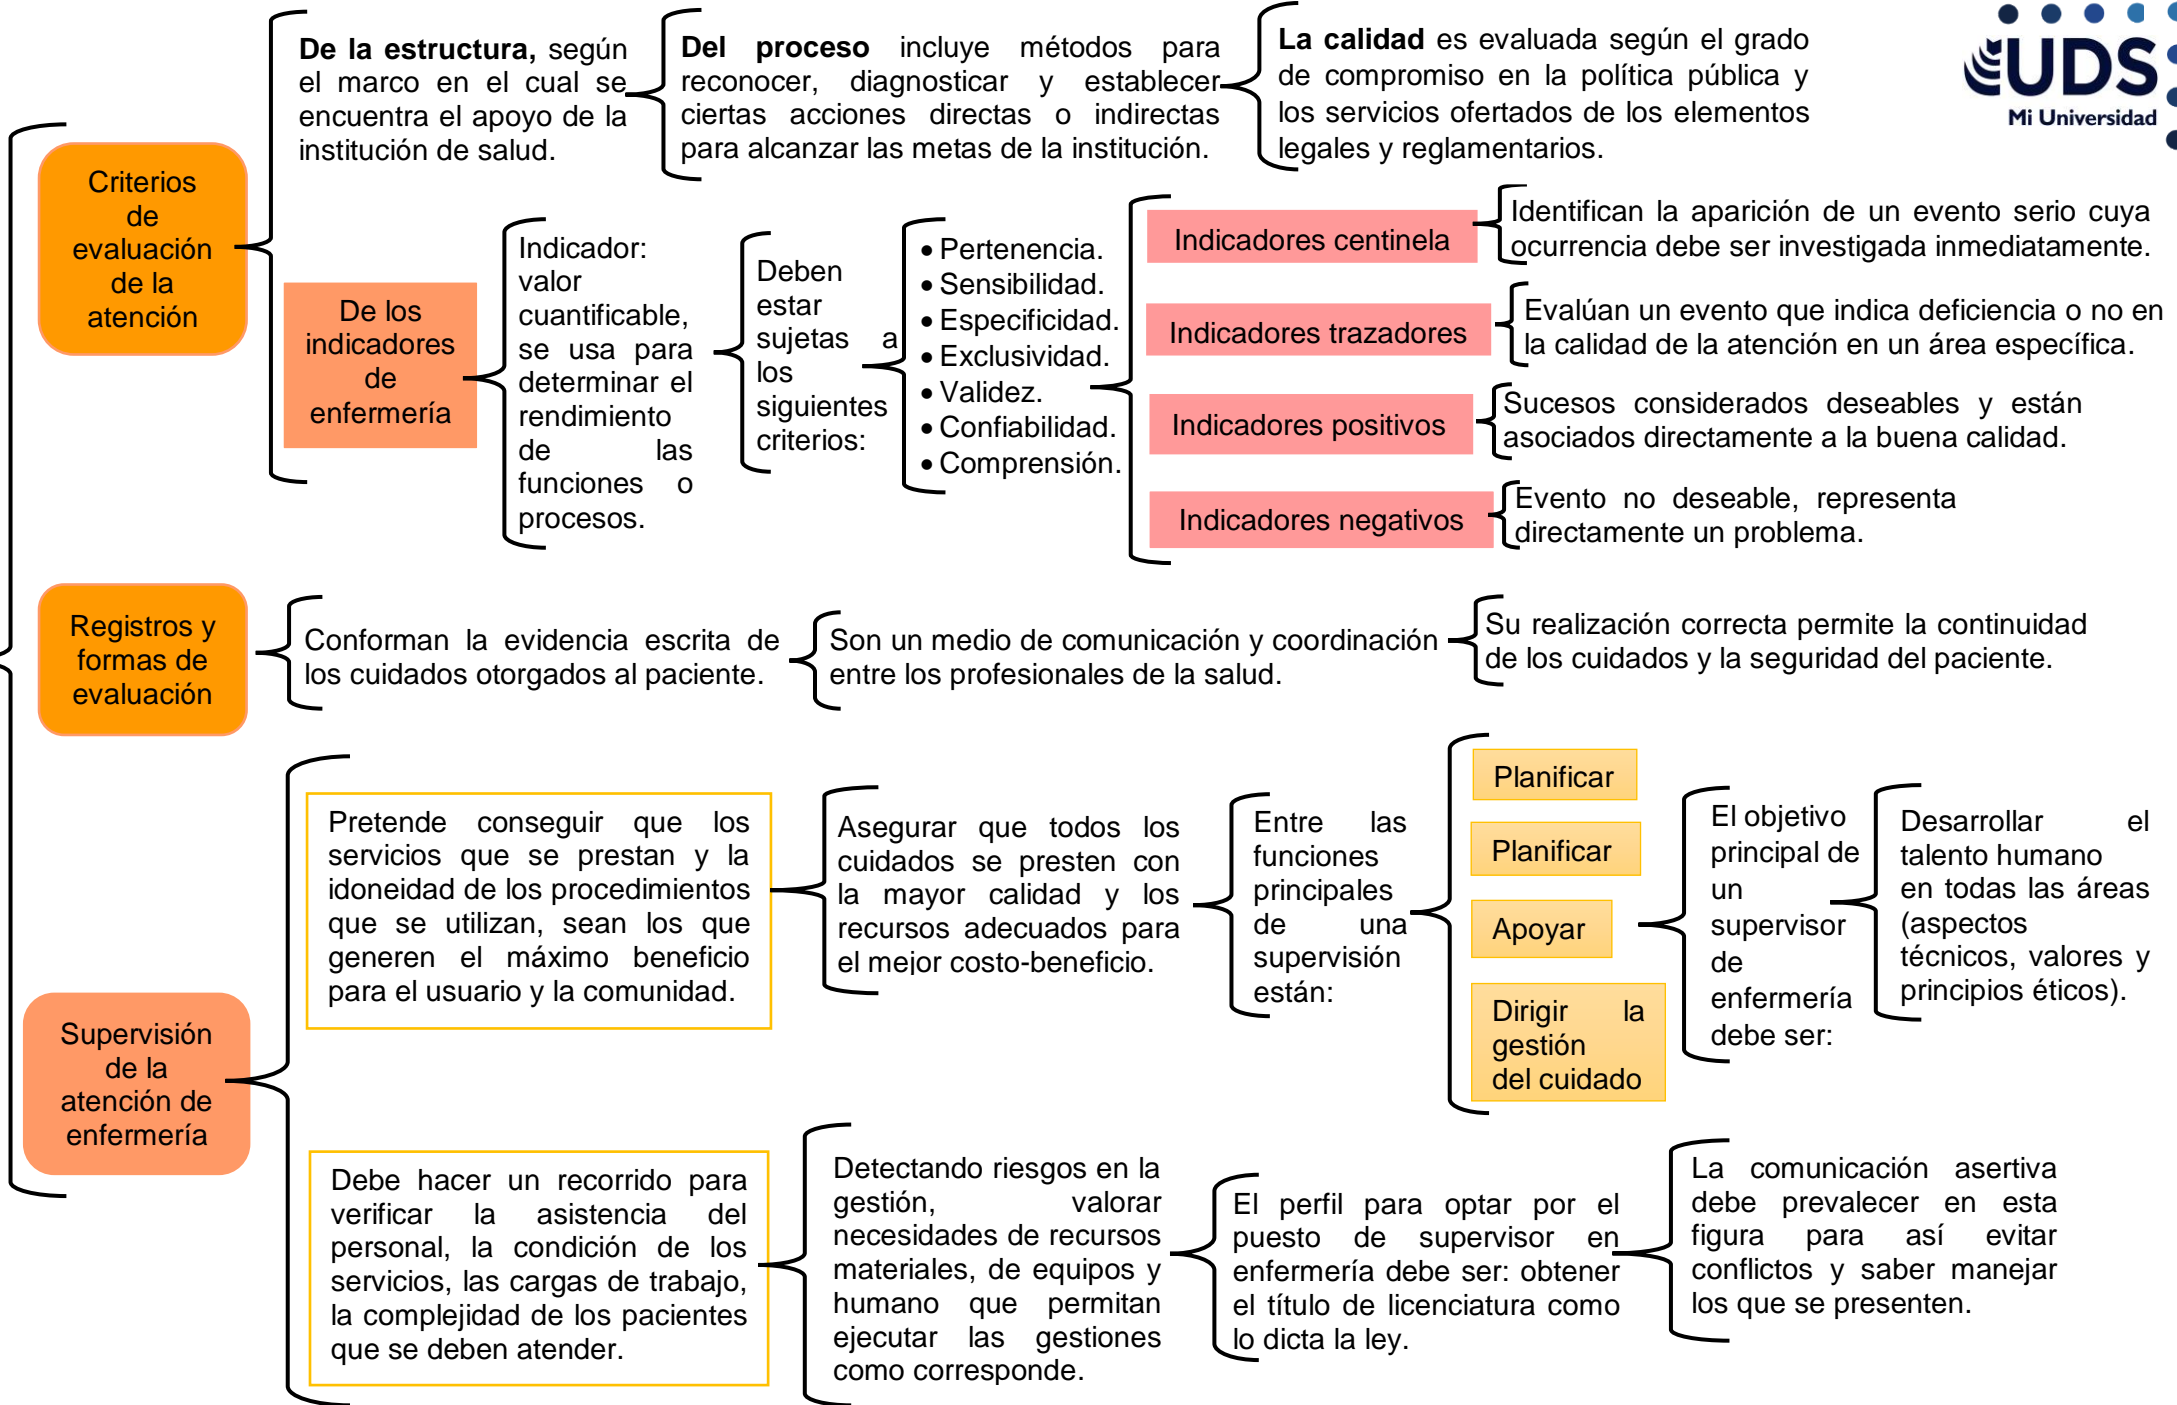 De la estructura, según
el marco en el cual se
encuentra el apoyo de la
institución de salud.
Del proceso incluye métodos para
reconocer, diagnosticar y establecer
ciertas acciones directas o indirectas
para alcanzar las metas de la institución.
La calidad es evaluada según el grado
de compromiso en la política pública y
los servicios ofertados de los elementos
legales y reglamentarios.
UDS
Mi Universidad
Criterios
de
evaluación
de la
atención
De los
indicadores
de
enfermería
Indicador:
valor
cuantificable,
se usa para
determinar el
rendimiento
de las
funciones o
procesos.
Deben
estar
sujetas a
los
siguientes
criterios:
• Pertenencia.
• Sensibilidad.
• Especificidad.
• Exclusividad.
• Validez.
• Confiabilidad.
• Comprensión.
Indicadores centinela
Identifican la aparición de un evento serio cuya
ocurrencia debe ser investigada inmediatamente.
Indicadores trazadores
Evalúan un evento que indica deficiencia o no en
la calidad de la atención en un área específica.
Indicadores positivos
Sucesos considerados deseables y están
asociados directamente a la buena calidad.
Indicadores negativos
Evento no deseable, representa
directamente un problema.
Registros y
formas de
evaluación
Conforman la evidencia escrita de
los cuidados otorgados al paciente.
Son un medio de comunicación y coordinación
entre los profesionales de la salud.
Su realización correcta permite la continuidad
de los cuidados y la seguridad del paciente.
Supervisión
de la
atención de
enfermería
Pretende conseguir que los
servicios que se prestan y la
idoneidad de los procedimientos
que se utilizan, sean los que
generen el máximo beneficio
para el usuario y la comunidad.
Asegurar que todos los
cuidados se presten con
la mayor calidad y los
recursos adecuados para
el mejor costo-beneficio.
Entre las
funciones
principales
de una
supervisión
están:
Planificar
Planificar
Apoyar
Dirigir la
gestión
del cuidado
El objetivo
principal de
un
supervisor
de
enfermería
debe ser:
Desarrollar el
talento humano
en todas las áreas
(aspectos
técnicos, valores y
principios éticos).
Debe hacer un recorrido para
verificar la asistencia del
personal, la condición de los
servicios, las cargas de trabajo,
la complejidad de los pacientes
que se deben atender.
Detectando riesgos en la
gestión, valorar
necesidades de recursos
materiales, de equipos y
humano que permitan
ejecutar las gestiones
como corresponde.
El perfil para optar por el
puesto de supervisor en
enfermería debe ser: obtener
el título de licenciatura como
lo dicta la ley.
La comunicación asertiva
debe prevalecer en esta
figura para así evitar
conflictos y saber manejar
los que se presenten.